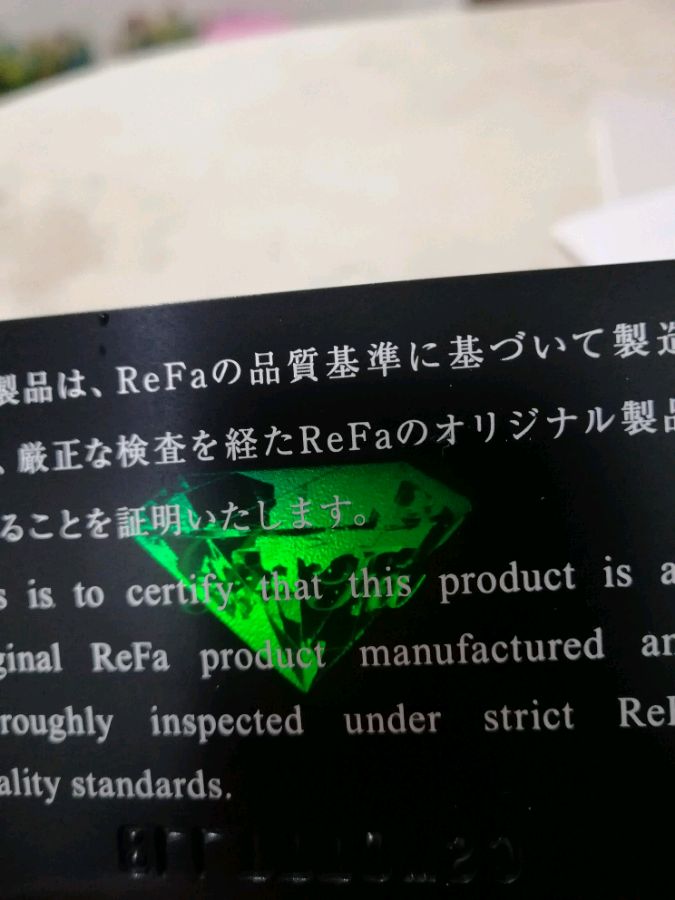 製品は、ReFaの品質基準に基づいて製造
、厳正な検査を経たReFaのオリジナル製品
ることを証明いたします。
s is to certify that this product is a
ginal ReFa product manufactured an
roughly inspected under strict ReF
ality standards.